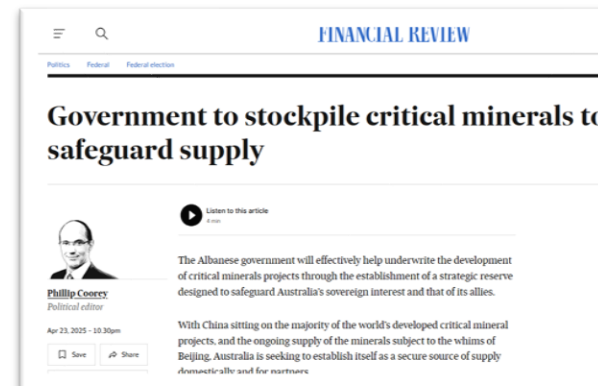 FINANCIAL REVIEW
Politics Federal Federal election
Government to stockpile critical minerals to
safeguard supply
Listen to this article
4 min
The Albanese government will effectively help underwrite the development
of critical minerals projects through the establishment of a strategic reserve
designed to safeguard Australia's sovereign interest and that of its allies.
Phillip Coorey
Political editor
Apr 23, 2025 – 10.30pm
Save Share
With China sitting on the majority of the world's developed critical mineral
projects, and the ongoing supply of the minerals subject to the whims of
Beijing, Australia is seeking to establish itself as a secure source of supply
domestically and for partners.